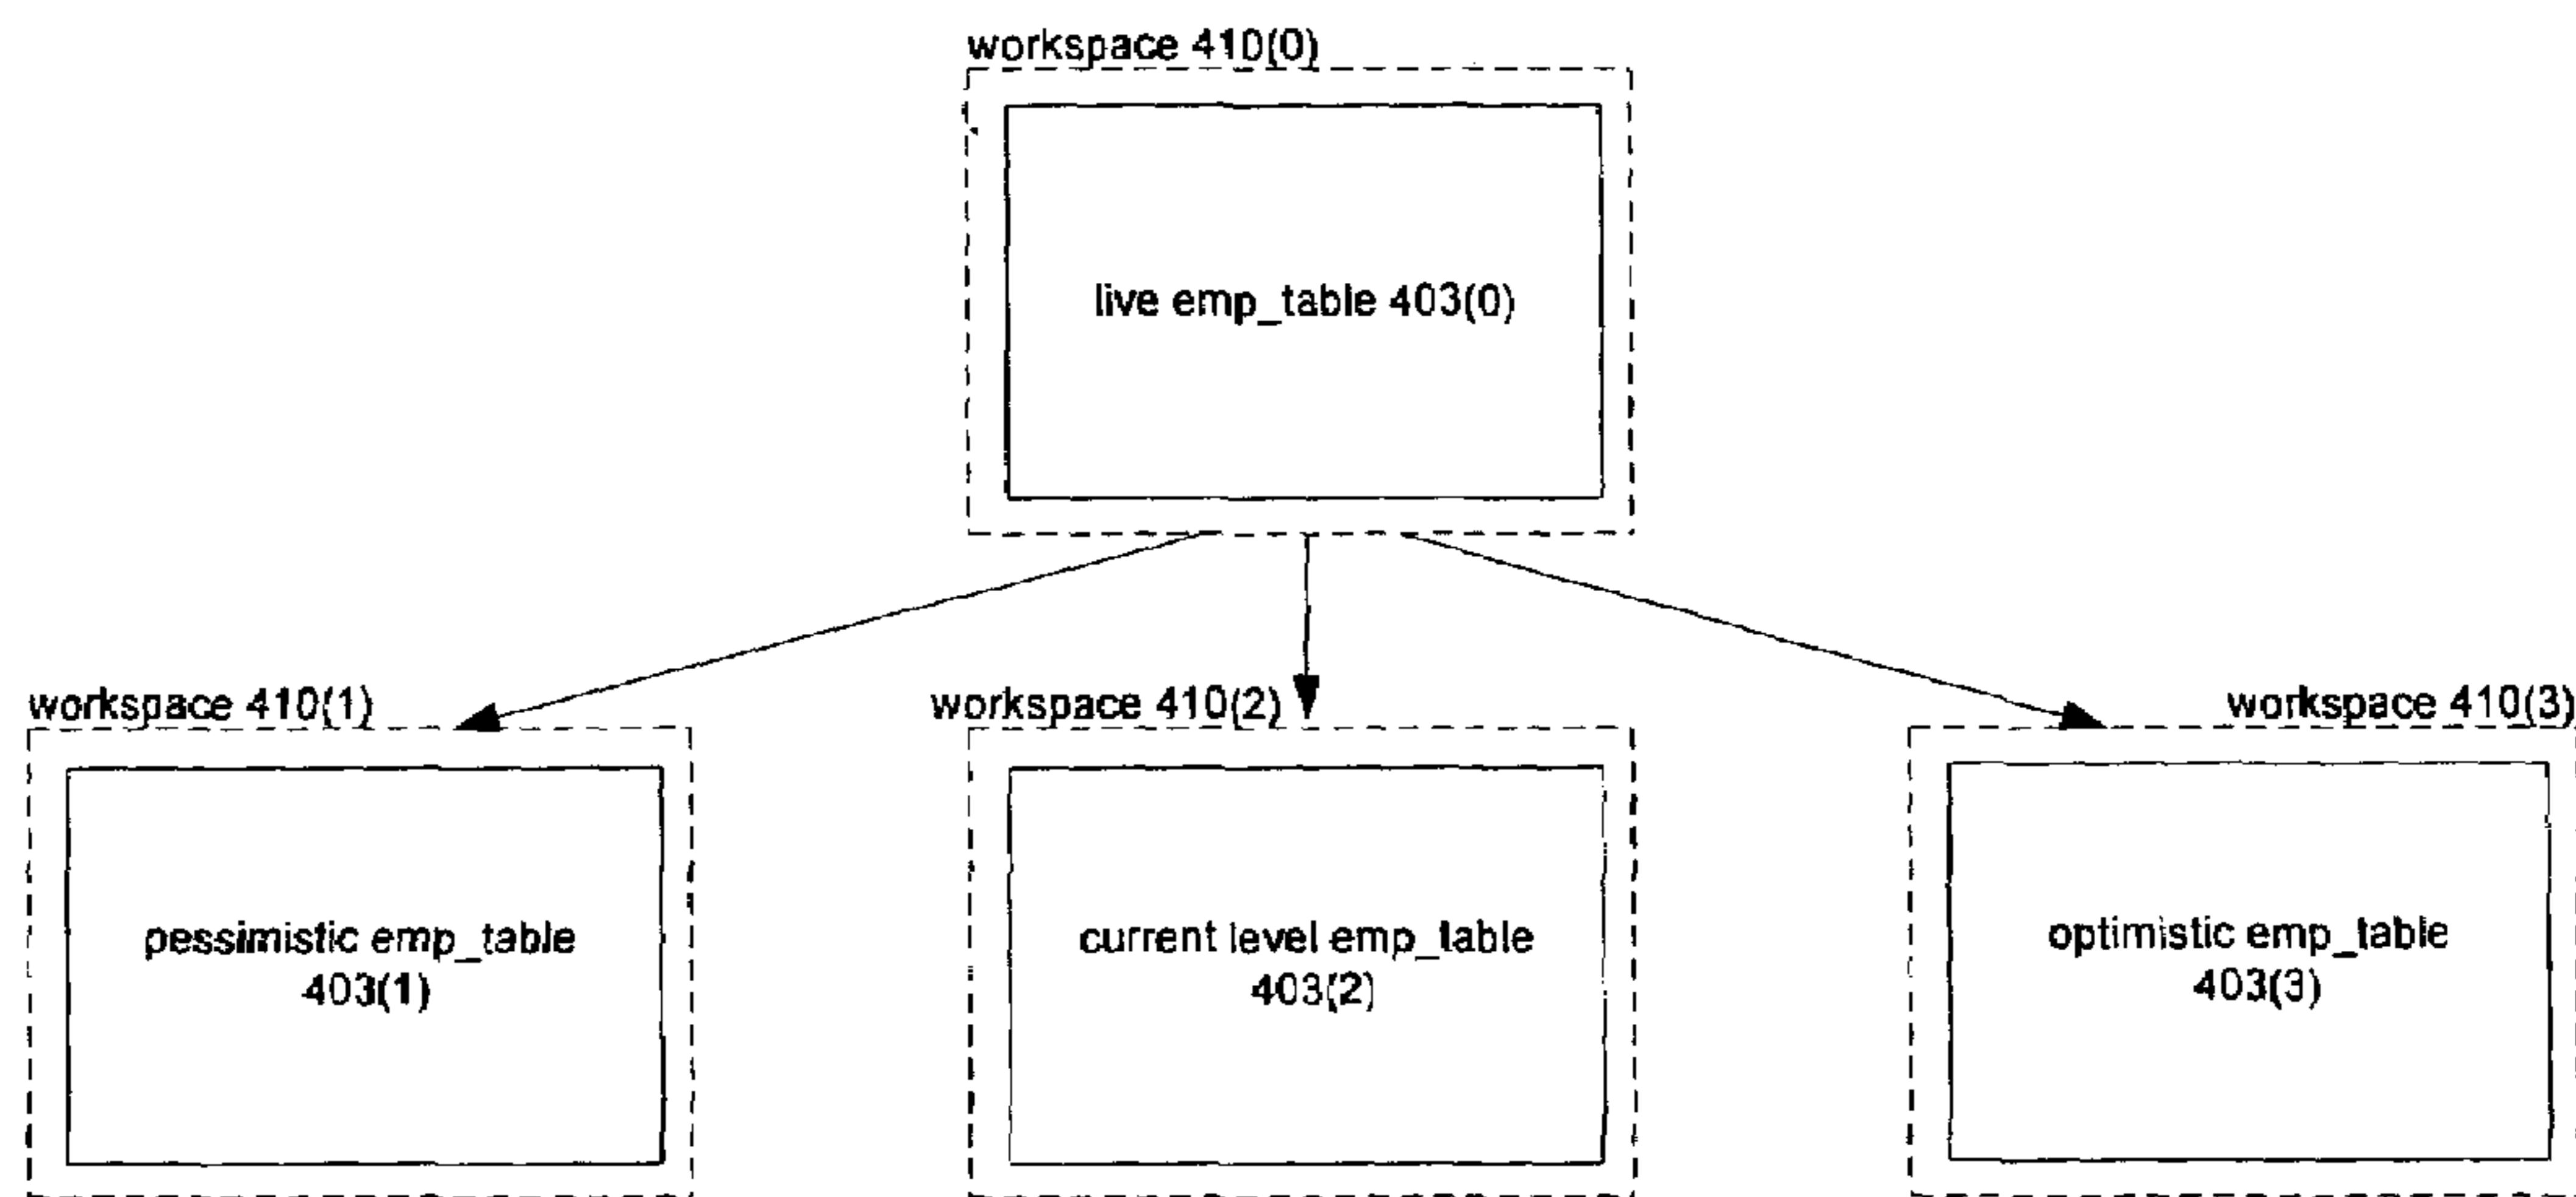 workspace 410(0)
live emp_table 403(0)
workspace 410(1)
workspace 410(2)
workspace 410(3)
pessimistic emp_table
403(1)
current level emp_table
403(2)
optimistic emp_table
403(3)